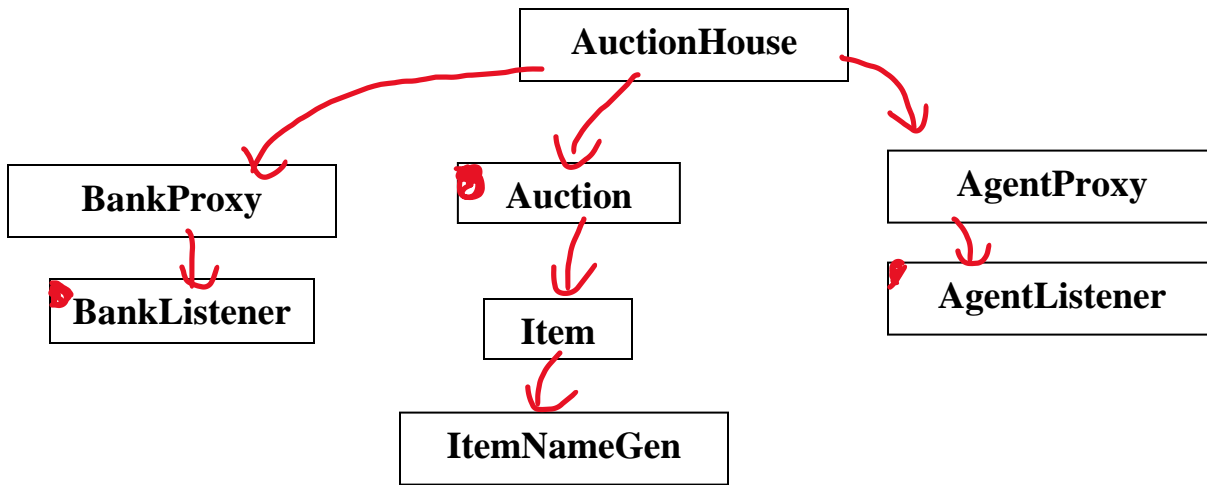 AuctionHouse
BankProxy
Auction
AgentProxy
BankListener
AgentListener
Item
ItemNameGen